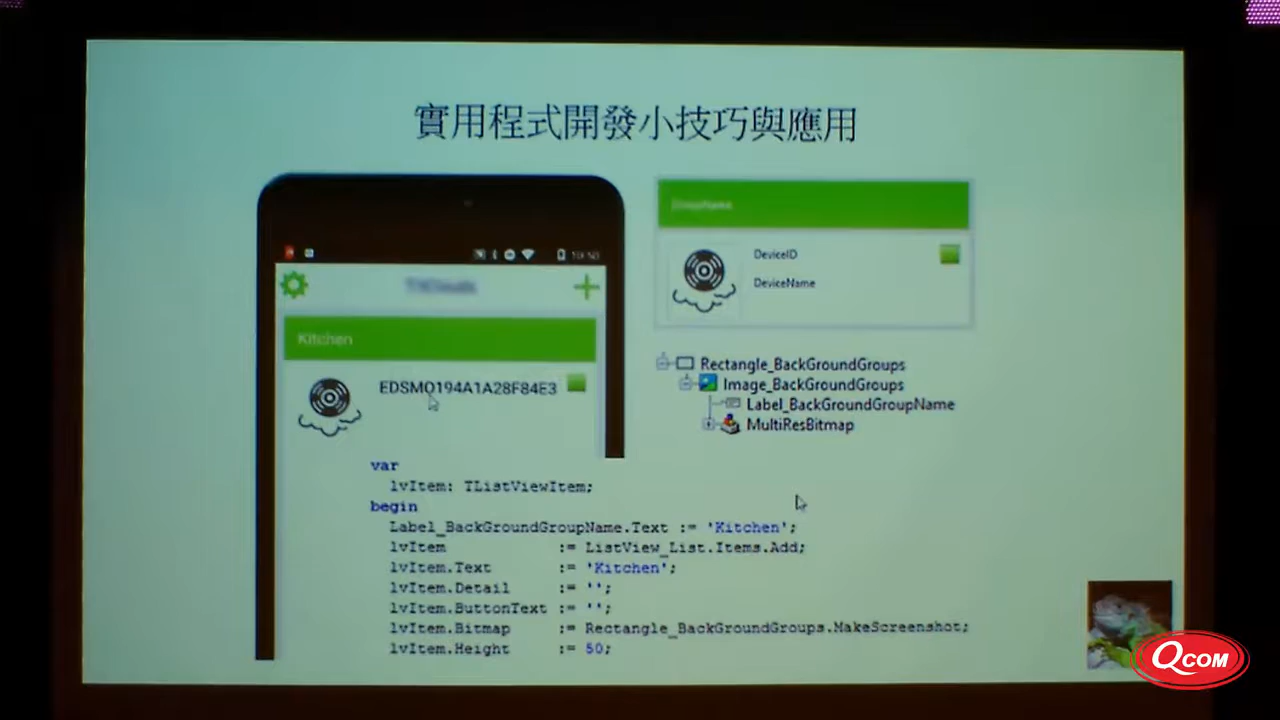 實用程式開發小技巧與應用
Kitchen
EDSM0194A1A28F84E3
DeviceID
DeviceName
Rectangle_BackGroundGroups
Image_BackGroundGroups
Label_BackGroundGroupName
MultiResBitmap
var
lvItem: TListViewItem;
begin
Label_BackGroundGroupName.Text := 'Kitchen';
lvItem := ListView_List.Items.Add;
lvItem.Text := 'Kitchen';
lvItem.Detail := '';
lvItem.ButtonText := '';
lvItem.Bitmap := Rectangle_BackGroundGroups.MakeScreenshot;
lvItem.Height := 50;
QCOM